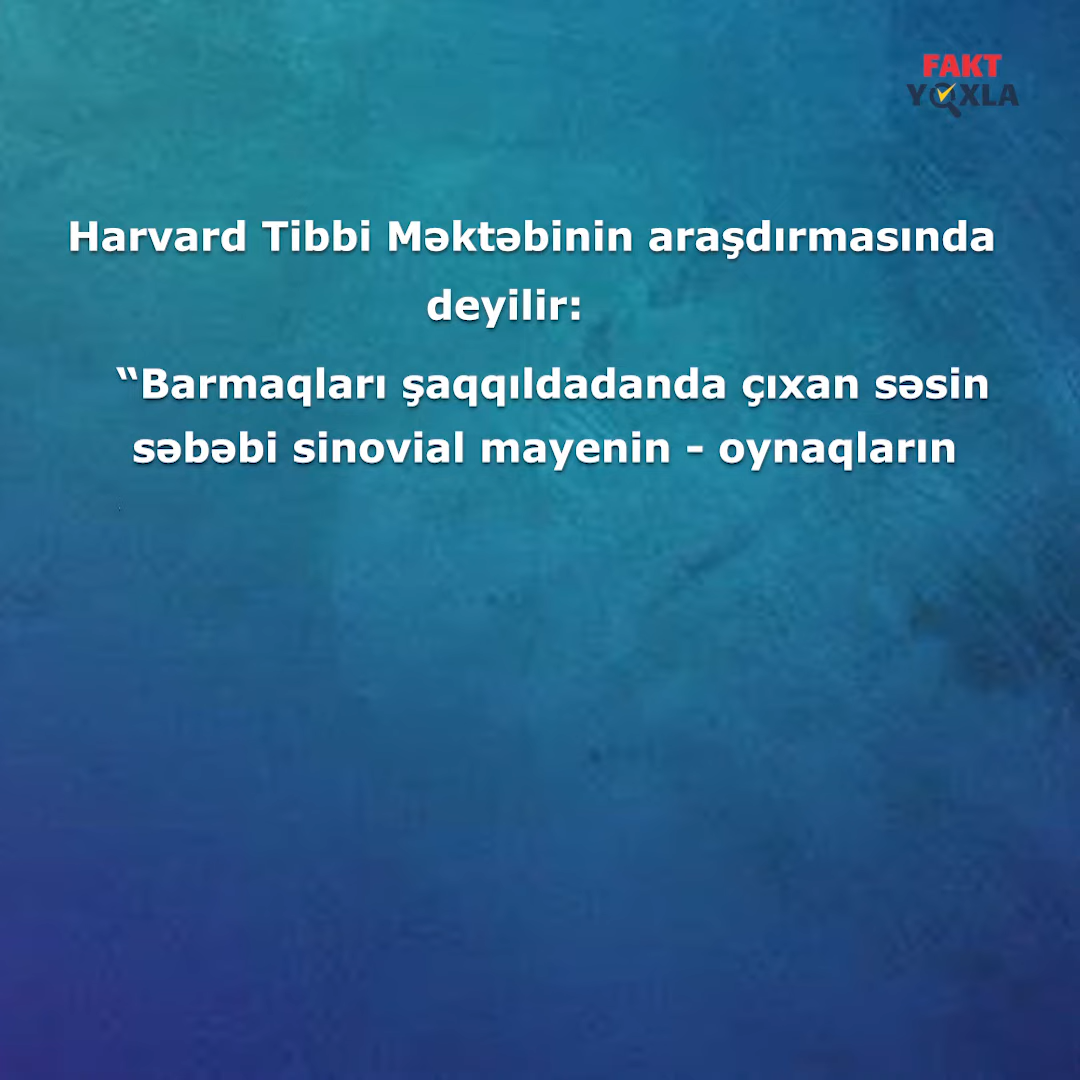 FAKT
YOXLA
Harvard Tibbi Məktəbinin araşdırmasında
deyilir:
“Barmaqları şaqqıldadanda çıxan səsin
səbəbi sinovial mayenin - oynaqların